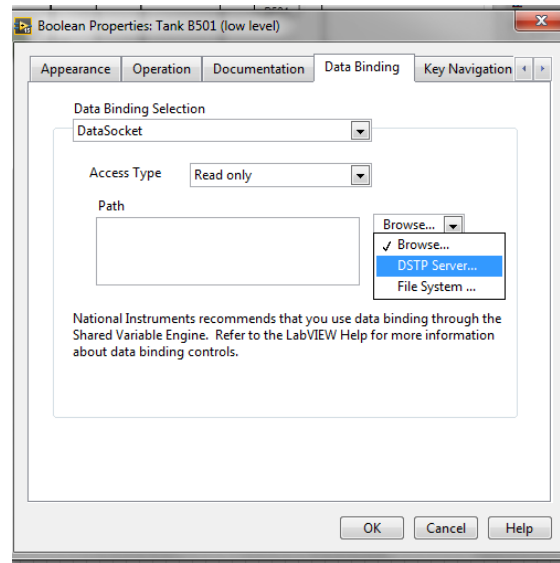 Boolean Properties: Tank B501 (low level)
Appearance Operation Documentation Data Binding Key Navigation
Data Binding Selection
DataSocket
Access Type Read only
Path
Browse...
✓ Browse...
DSTP Server...
File System ...
National Instruments recommends that you use data binding through the
Shared Variable Engine. Refer to the LabVIEW Help for more information
about data binding controls.
OK Cancel Help